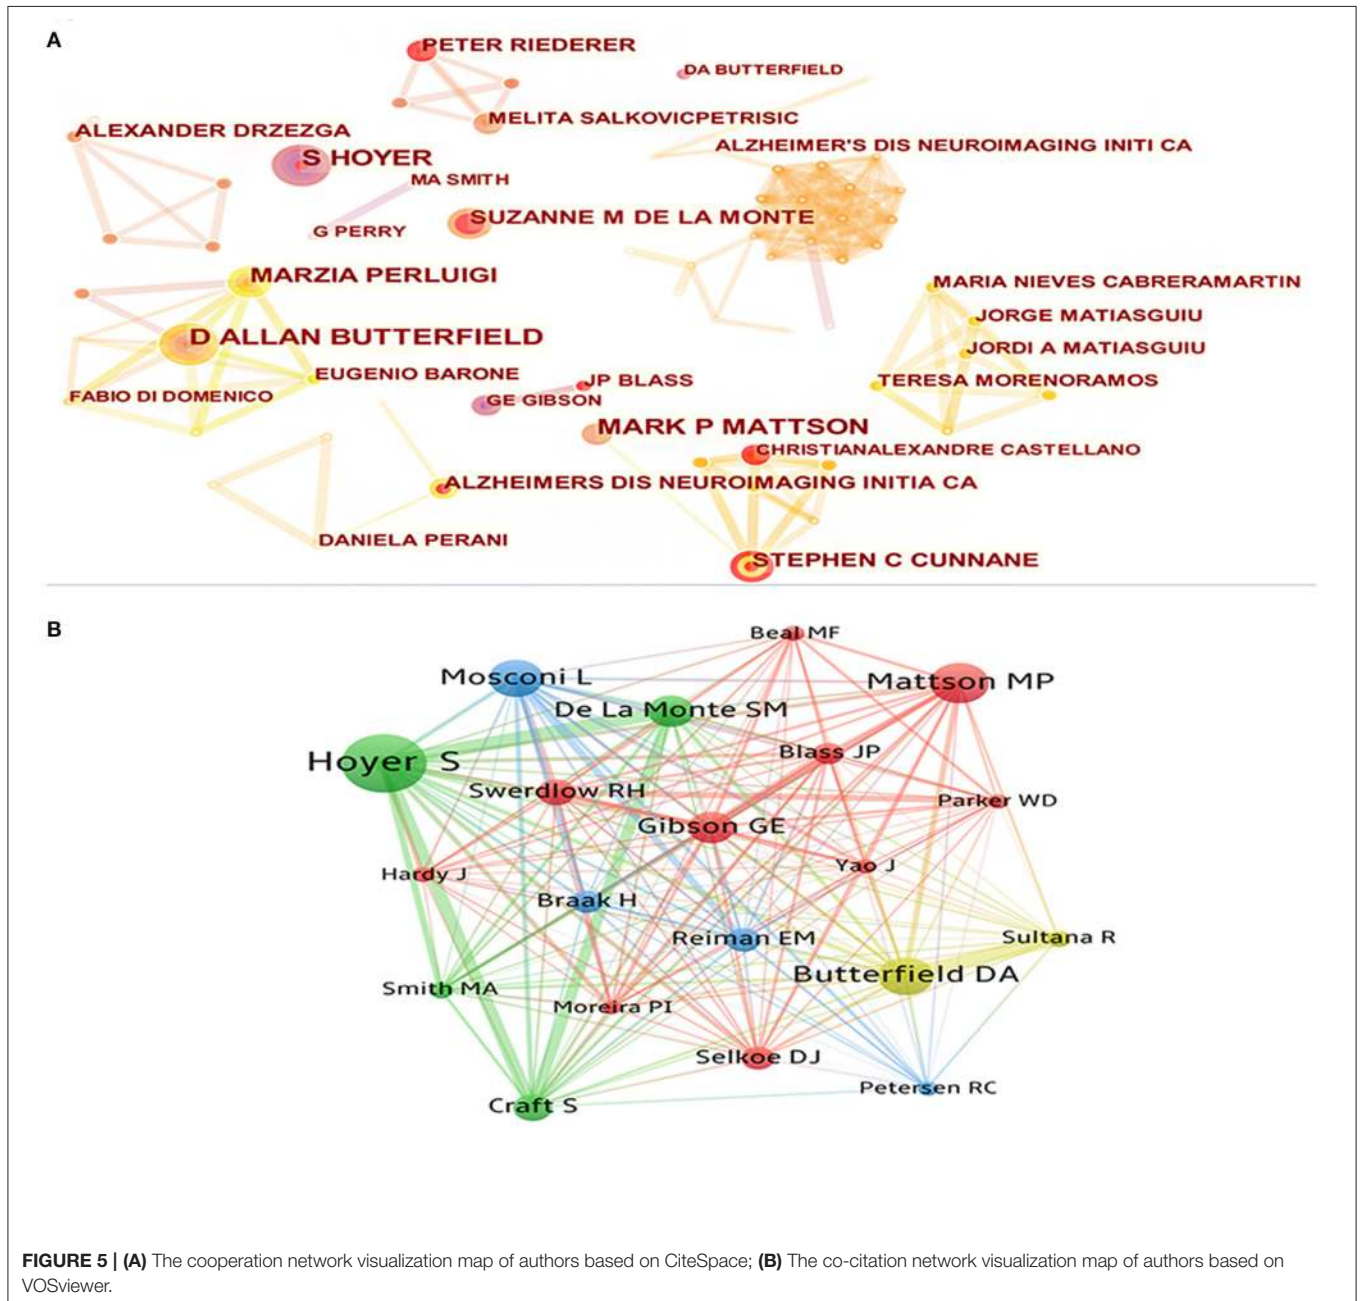 A
PETER RIEDERER
DA BUTTERFIELD
MELITA SALKOVICPETRISIC
ALEXANDER DRZEZGA
ALZHEIMER'S DIS NEUROIMAGING INITI CA
S HOYER
MA SMITH
SUZANNE M DE LA MONTE
G PERRY
MARZIA PERLUIGI
MARIA NIEVES CABRERAMARTIN
JORGE MATIASGUIU
D ALLAN BUTTERFIELD
JORDI A MATIASGUIU
EUGENIO BARONE
JP BLASS
TERESA MORENORAMOS
FABIO DI DOMENICO
GE GIBSON
MARK P MATTSON
CHRISTIANALEXANDRE CASTELLANO
ALZHEIMERS DIS NEUROIMAGING INITIA CA
DANIELA PERANI
STEPHEN C CUNNANE
B
Beal MF
Mosconi L
Mattson MP
De La Monte SM
Blass JP
Hoyer S
Swerdlow RH
Parker WD
Gibson GE
Yao J
Hardy J
Braak H
Reiman EM
Sultana R
Butterfield DA
Smith MA
Moreira PI
Selkoe DJ
Petersen RC
Craft S
FIGURE 5 | (A) The cooperation network visualization map of authors based on CiteSpace; (B) The co-citation network visualization map of authors based on
VOSviewer.